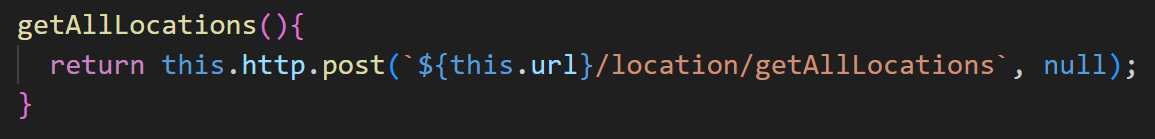 getAllLocations(){
return this.http.post(`${this.url}/location/getAllLocations`, null);
}